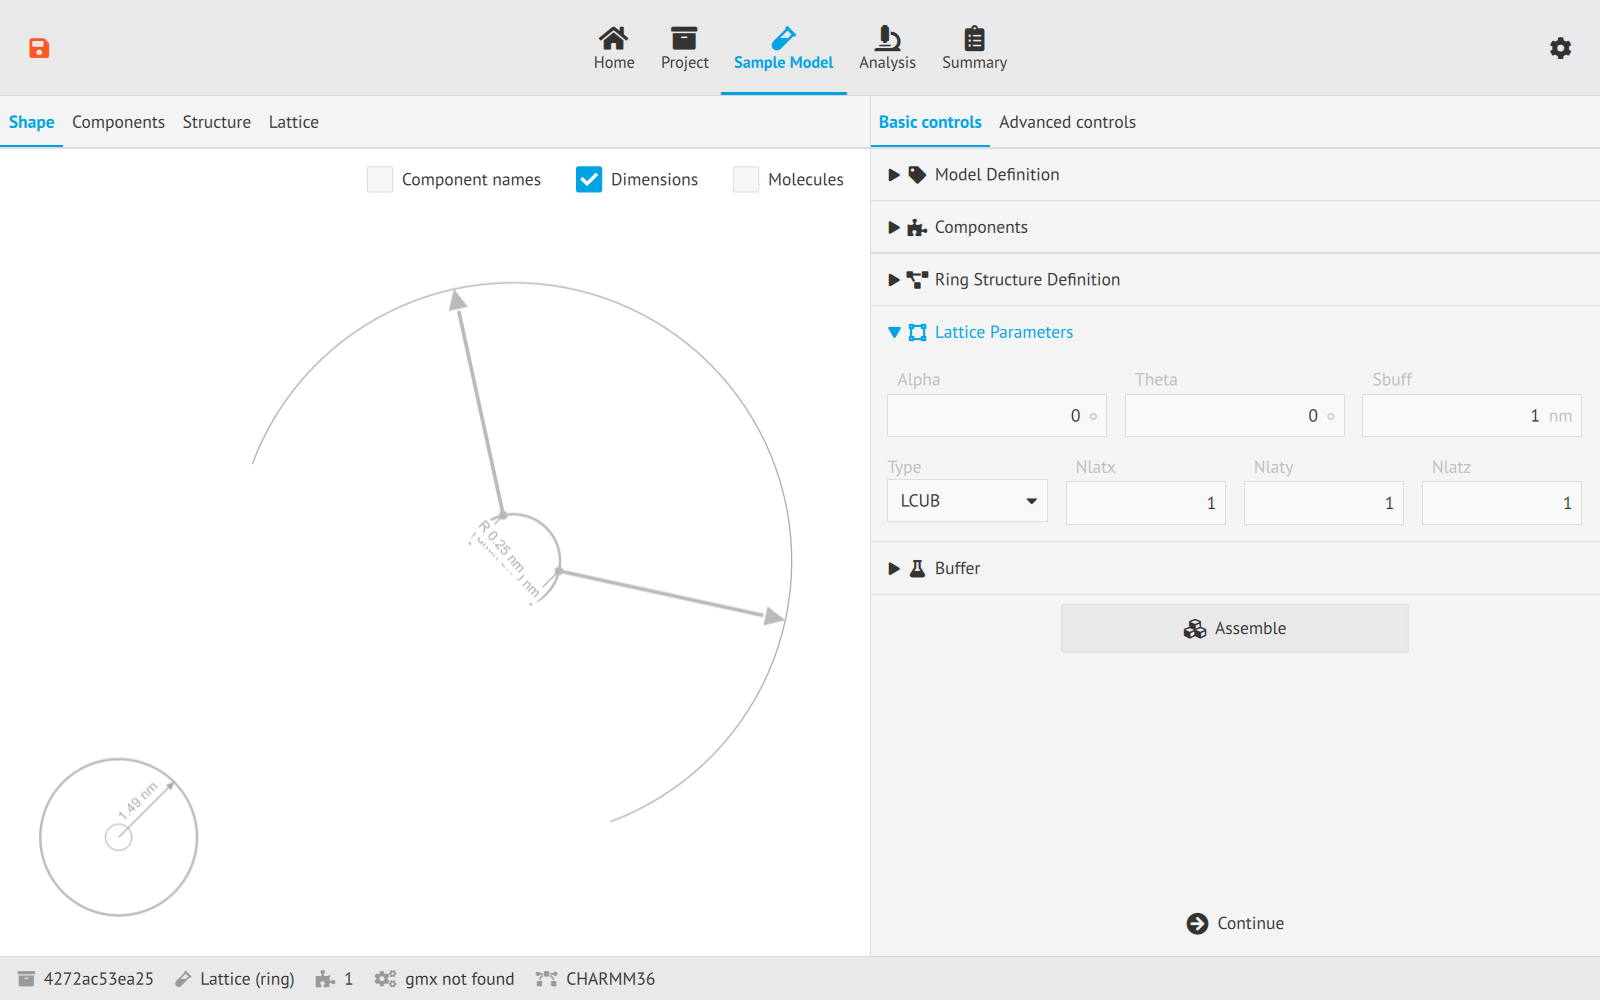 Home
Project
Sample Model
Analysis
Summary
Shape
Components
Structure
Lattice
Basic controls
Advanced controls
Component names
Dimensions
Molecules
Model Definition
Components
Ring Structure Definition
Lattice Parameters
Alpha
Theta
Sbuff
0 °
0 °
1 nm
Type
Nlatx
Nlaty
Nlatz
LCUB
1
1
1
Buffer
Assemble
R 0.25 nm
nm
1.49 nm
Continue
4272ac53ea25
Lattice (ring)
1
gmx not found
CHARMM36